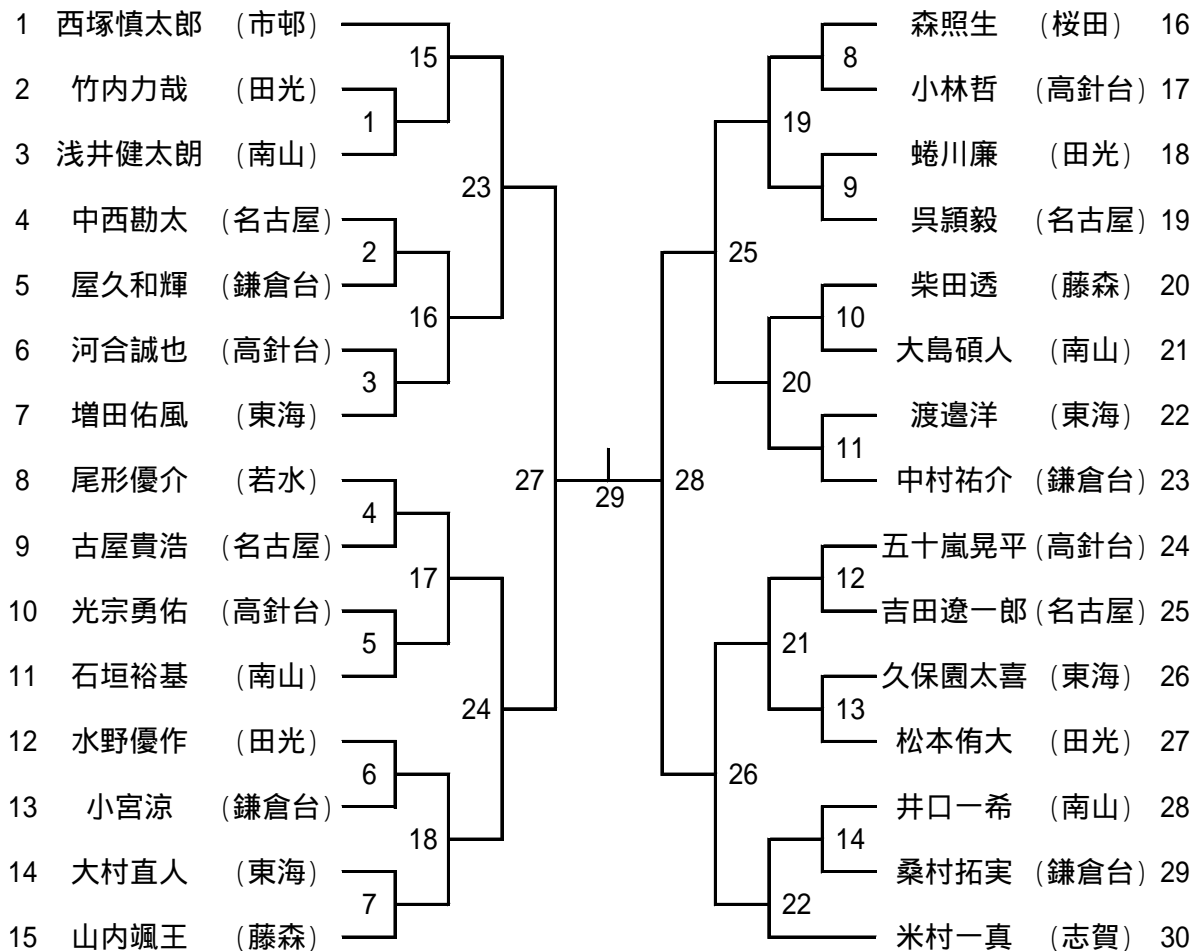 1 西塚慎太郎 (市邨)
2 竹内力哉 (田光)
3 浅井健太朗 (南山)
4 中西勘太 (名古屋)
5 屋久和輝 (鎌倉台)
6 河合誠也 (高針台)
7 増田佑風 (東海)
8 尾形優介 (若水)
9 古屋貴浩 (名古屋)
10 光宗勇佑 (高針台)
11 石垣裕基 (南山)
12 水野優作 (田光)
13 小宮涼 (鎌倉台)
14 大村直人 (東海)
15 山内颯王 (藤森)
15
1
2
16
3
23
4
17
5
6
18
7
24
27
29
28
25
19
8
9
10
20
11
26
21
12
13
14
22
森照生 (桜田) 16
小林哲 (高針台) 17
蜷川廉 (田光) 18
呉顕毅 (名古屋) 19
柴田透 (藤森) 20
大島碩人 (南山) 21
渡邉洋 (東海) 22
中村祐介 (鎌倉台) 23
五十嵐晃平 (高針台) 24
吉田遼一郎 (名古屋) 25
久保園太喜 (東海) 26
松本侑大 (田光) 27
井口一希 (南山) 28
桑村拓実 (鎌倉台) 29
米村一真 (志賀) 30